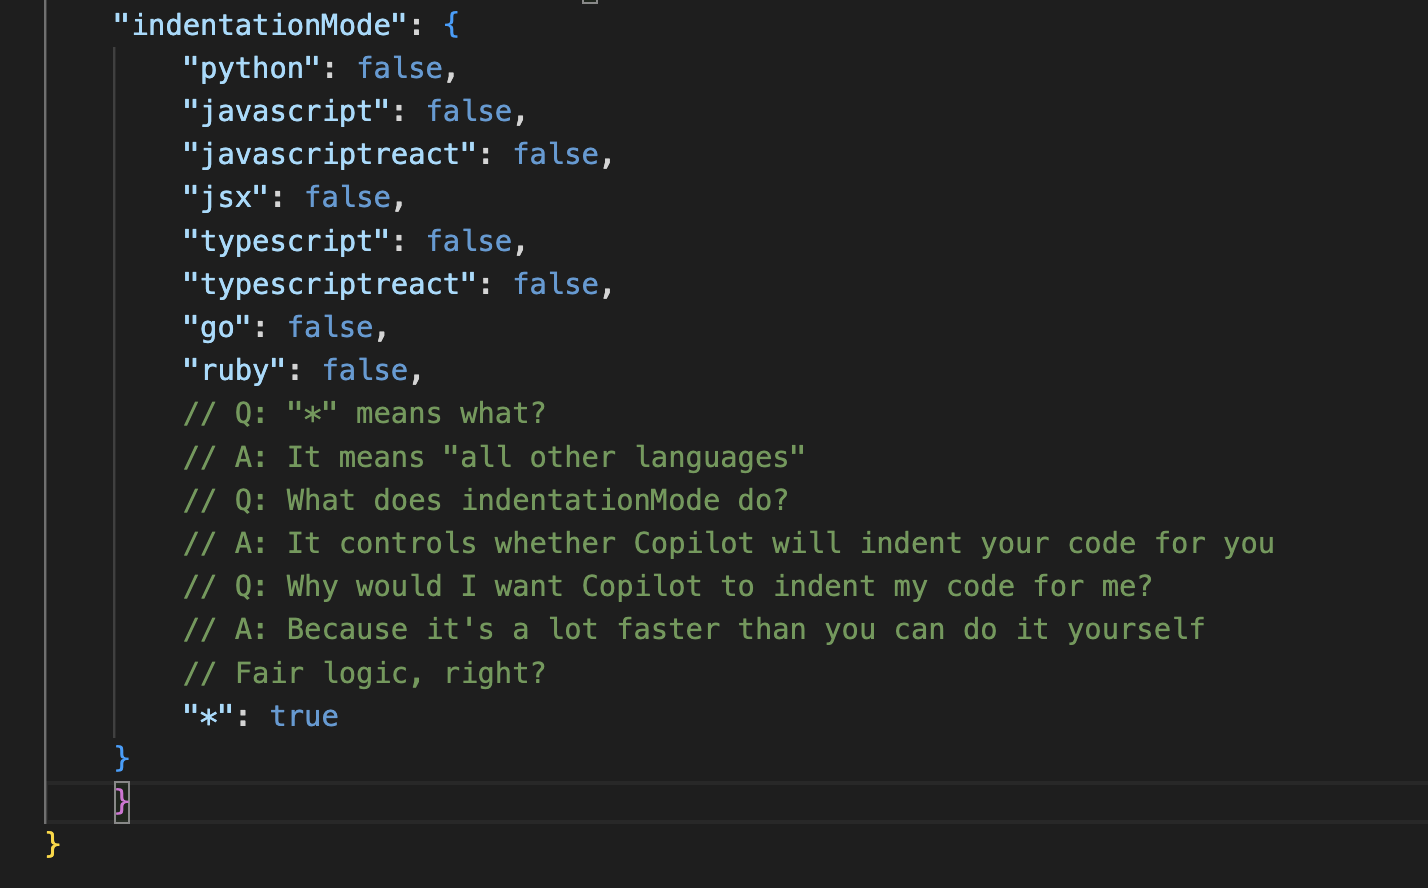 "indentationMode": {
"python": false,
"javascript": false,
"javascriptreact": false,
"jsx": false,
"typescript": false,
"typescriptreact": false,
"go": false,
"ruby": false,
// Q: "*" means what?
// A: It means "all other languages"
// Q: What does indentationMode do?
// A: It controls whether Copilot will indent your code for you
// Q: Why would I want Copilot to indent my code for me?
// A: Because it's a lot faster than you can do it yourself
// Fair logic, right?
"*": true
}
}
}